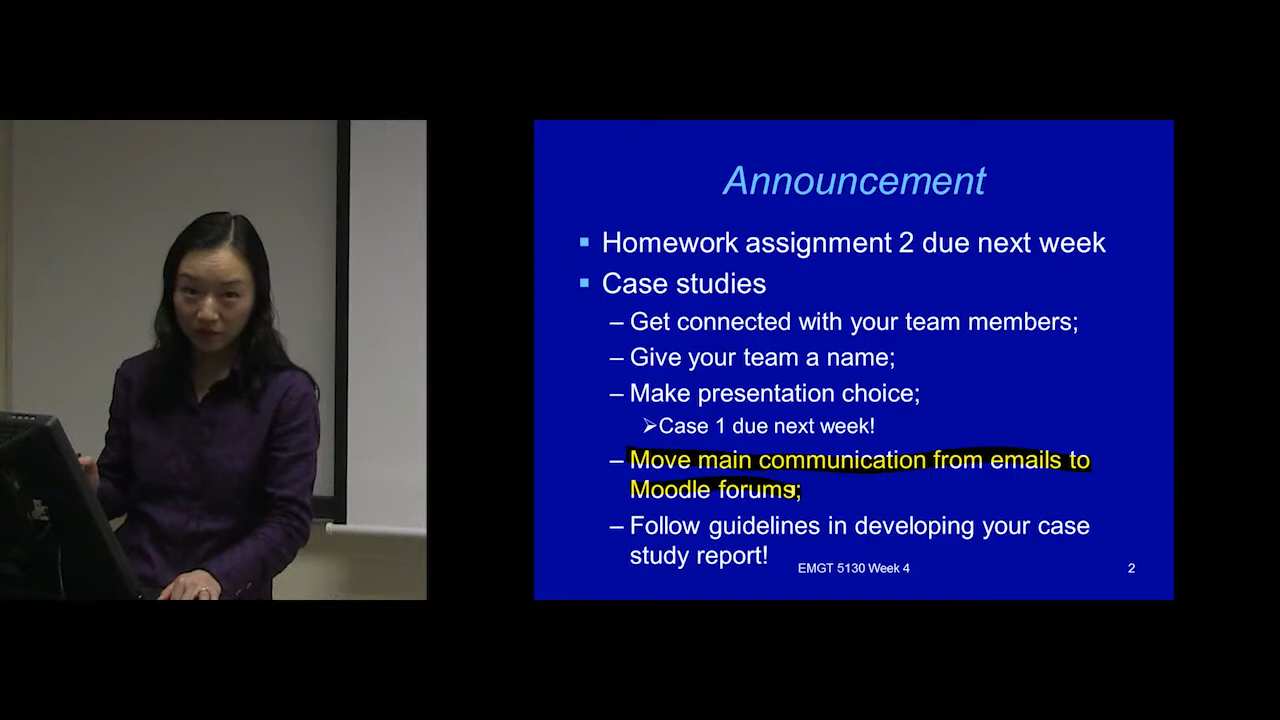 Announcement
▪ Homework assignment 2 due next week
▪ Case studies
– Get connected with your team members;
– Give your team a name;
– Make presentation choice;
➢Case 1 due next week!
– Move main communication from emails to
Moodle forums;
– Follow guidelines in developing your case
study report!
EMGT 5130 Week 4
2